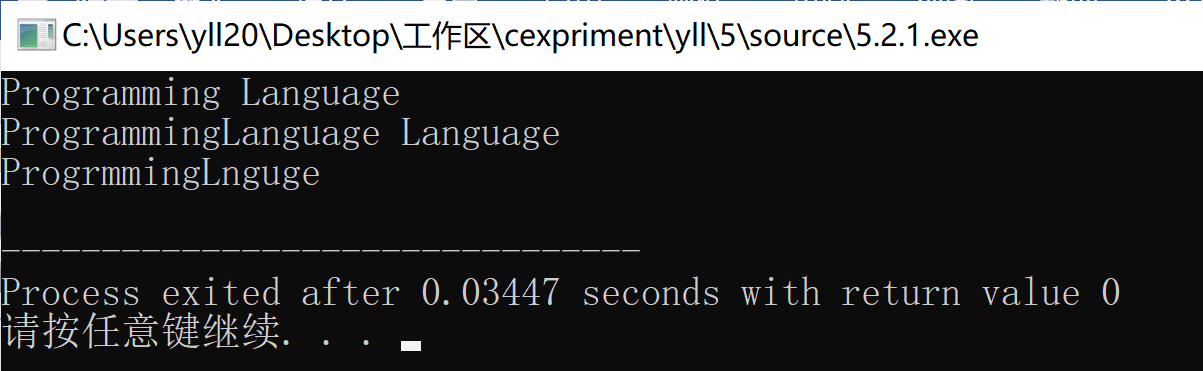 C:\Users\yll20\Desktop\工作区\cexpriment\yll\5\source\5.2.1.exe
Programming Language
ProgrammingLanguage Language
ProgrmmingLnguge
--------------------------------
Process exited after 0.03447 seconds with return value 0
请按任意键继续. . .